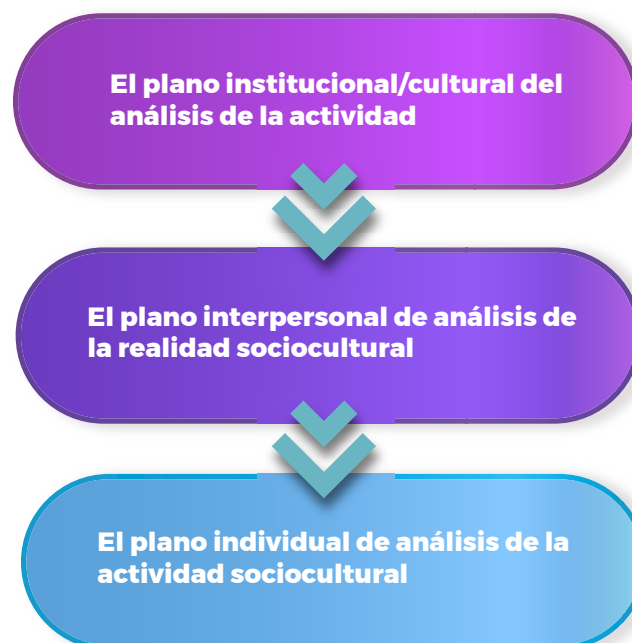 El plano institucional/cultural del
análisis de la actividad
El plano interpersonal de análisis de
la realidad sociocultural
El plano individual de análisis de la
actividad sociocultural